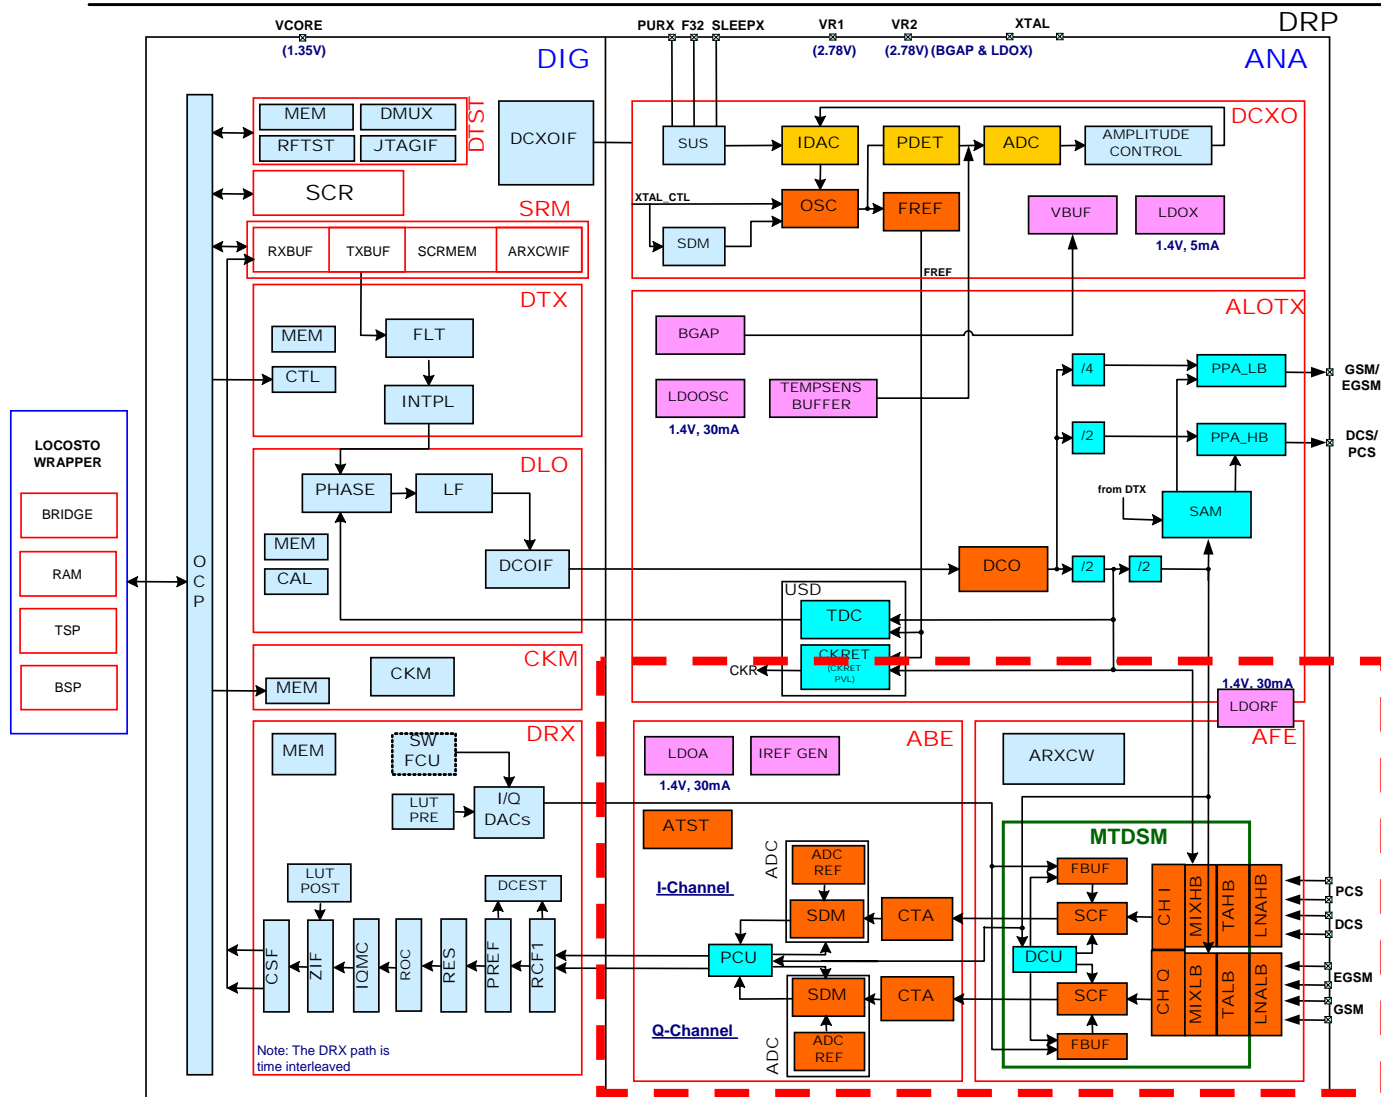 DRP
VCORE
(1.35V)
PURX F32 SLEEPX
VR1
(2.78V)
VR2
(2.78V)
XTAL
(BGAP & LDOX)
DIG
ANA
MEM
DMUX
RFTST
JTAGIF
DTST
DCXOIF
SCR
SRM
RXBUF
TXBUF
SCRMEM
ARXCWIF
DTX
MEM
FLT
CTL
INTPL
DLO
PHASE
LF
MEM
CAL
DCOIF
CKM
CKM
MEM
DRX
MEM
SW
FCU
LUT
PRE
I/Q
DACs
LUT
POST
DCEST
CSF
ZIF
IQMC
ROC
RES
PREF
RCF1
Note: The DRX path is
time interleaved
OCP
LOCOSTO
WRAPPER
BRIDGE
RAM
TSP
BSP
DCXO
SUS
IDAC
PDET
ADC
AMPLITUDE
CONTROL
XTAL_CTL
OSC
FREF
SDM
VBUF
LDOX
1.4V, 5mA
FREF
ALOTX
BGAP
LDOOSC
1.4V, 30mA
TEMPSENS
BUFFER
/4
PPA_LB
GSM/
EGSM
/2
PPA_HB
DCS/
PCS
from DTX
SAM
DCO
/2
/2
USD
TDC
CKRET
(CKRET
PVL)
CKR
1.4V, 30mA
LDORF
ABE
AFE
LDOA
1.4V, 30mA
IREF GEN
ARXCW
ATST
MTDSM
ADC
ADC
REF
I-Channel
SDM
CTA
FBUF
SCF
CH I
MIXHB
TAHB
LNAHB
PCS
DCS
PCU
DCU
SDM
CTA
SCF
CH Q
MIXLB
TALB
LNALB
EGSM
GSM
Q-Channel
ADC
ADC
REF
FBUF